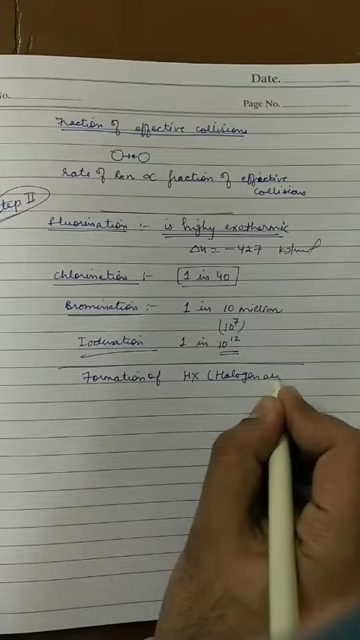 Date.
No.
Page No.
Fraction of effective collision
rate of Rxn ∝ fraction of effective
collisions
Step II
Fluorination :- is highly exothermic
ΔH = -427 KJ/mol
Chlorination :- 1 in 40
Bromination :- 1 in 10 million
(10⁷)
Iodination 1 in 10¹²
Formation of HX (Halogen